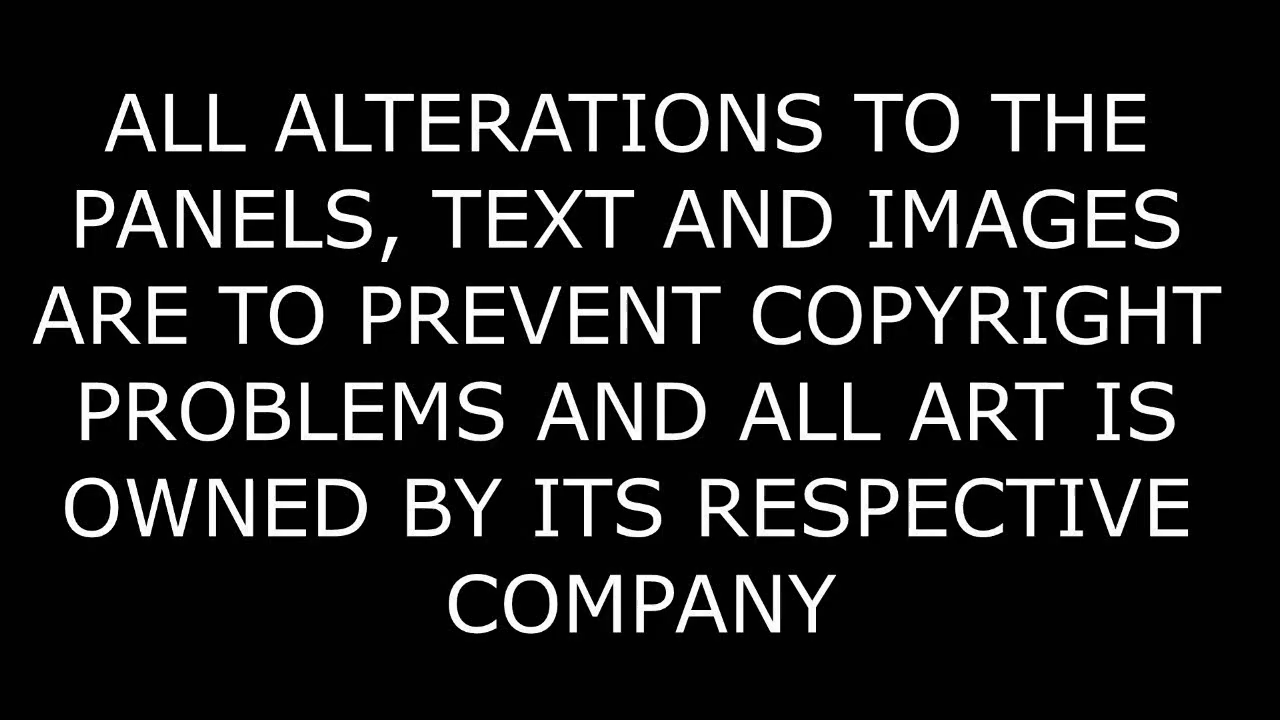 ALL ALTERATIONS TO THE
PANELS, TEXT AND IMAGES
ARE TO PREVENT COPYRIGHT
PROBLEMS AND ALL ART IS
OWNED BY ITS RESPECTIVE
COMPANY